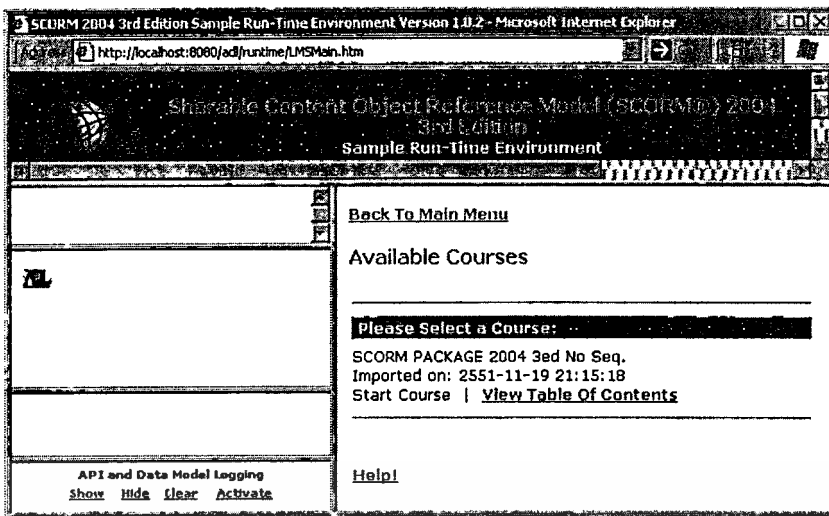 SCORM 2004 3rd Edition Sample Run-Time Environment Version 1.0.2 - Microsoft Internet Explorer
Address http://localhost:8080/adl/runtime/LMSMain.htm
Sharable Content Object Reference Model (SCORM®) 2004
3rd Edition
Sample Run-Time Environment
Back To Main Menu
Available Courses
ADL
Please Select a Course:
SCORM PACKAGE 2004 3ed No Seq.
Imported on: 2551-11-19 21:15:18
Start Course | View Table Of Contents
API and Data Model Logging
Show Hide Clear Activate
Help!